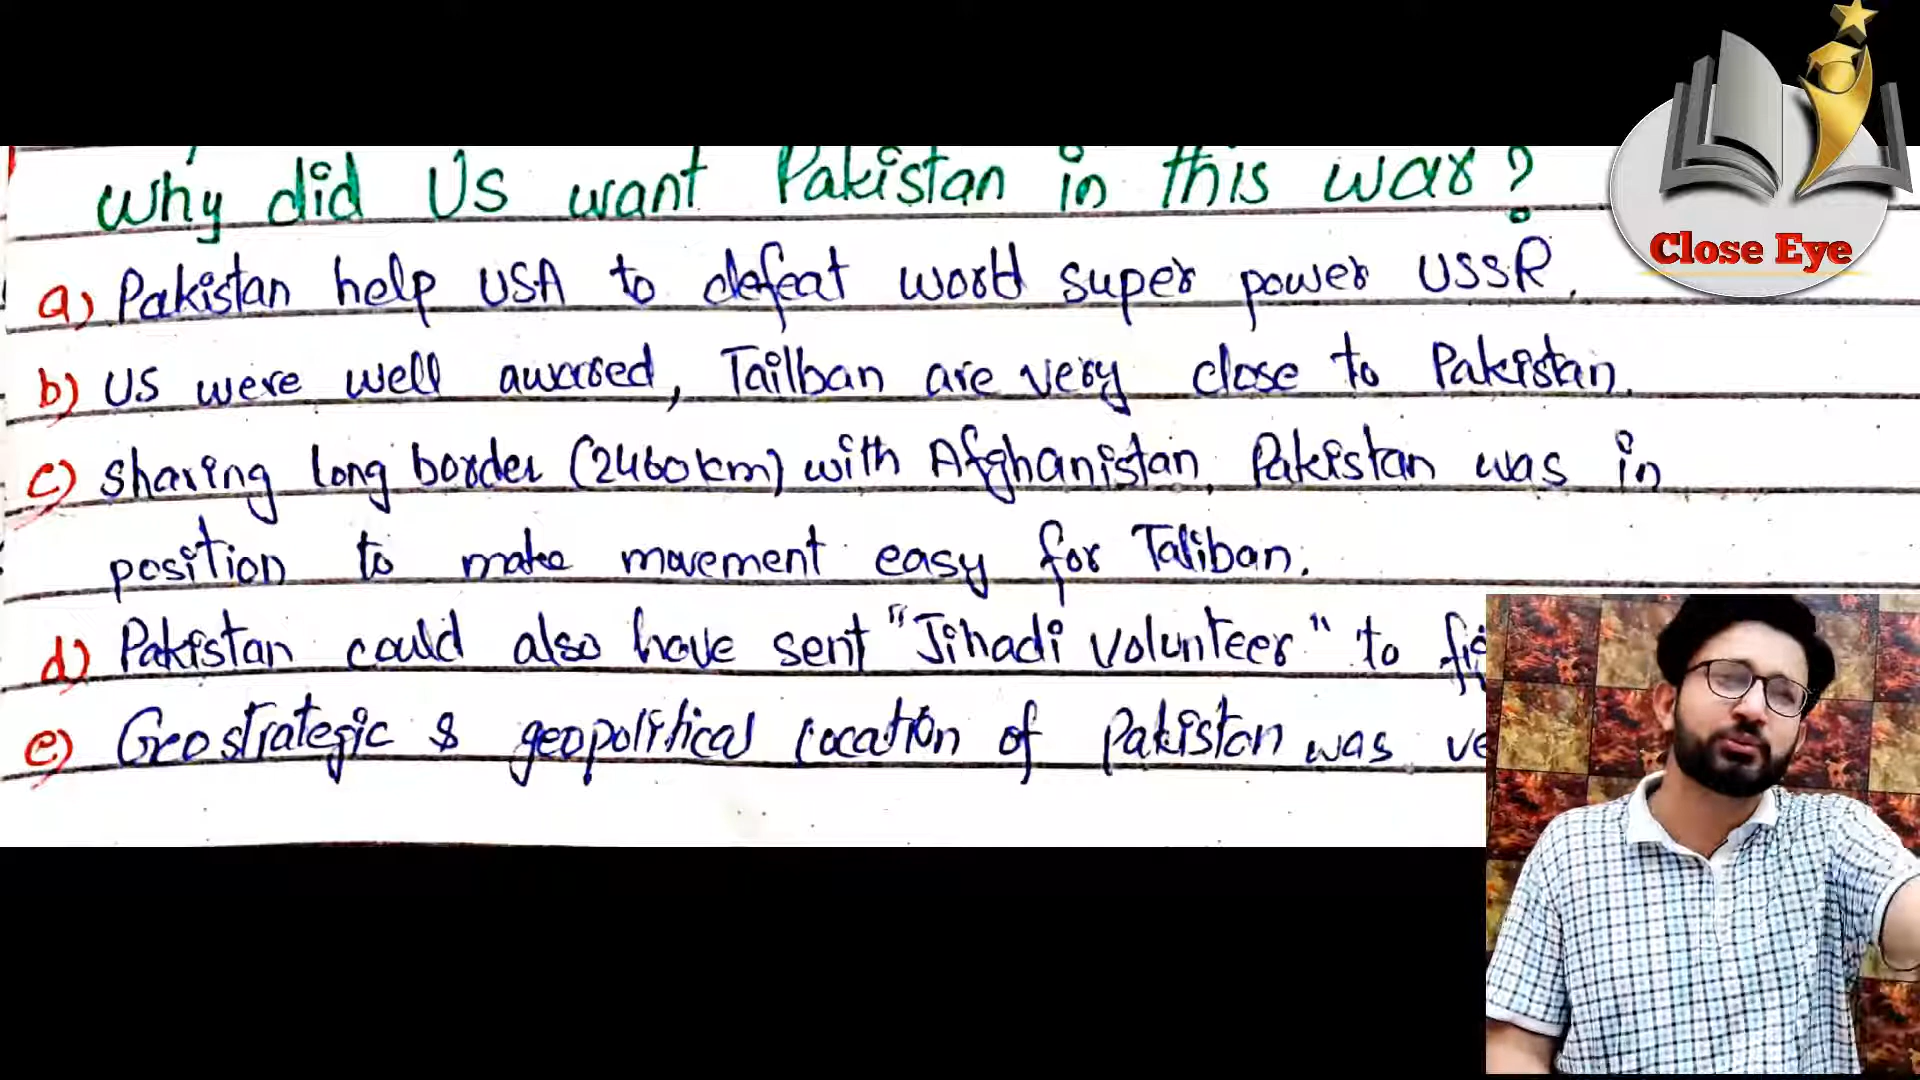 Why did Us want Pakistan in this war?
a) Pakistan help USA to defeat world super power USSR.
b) US were well awared, Tailban are very close to Pakistan.
c) Sharing long border (2460km) with Afghanistan, Pakistan was in
position to make movement easy for Taliban.
d) Pakistan could also have sent "Jihadi volunteer" to
e) Geostrategic & geopolitical location of Pakistan was
Close Eye